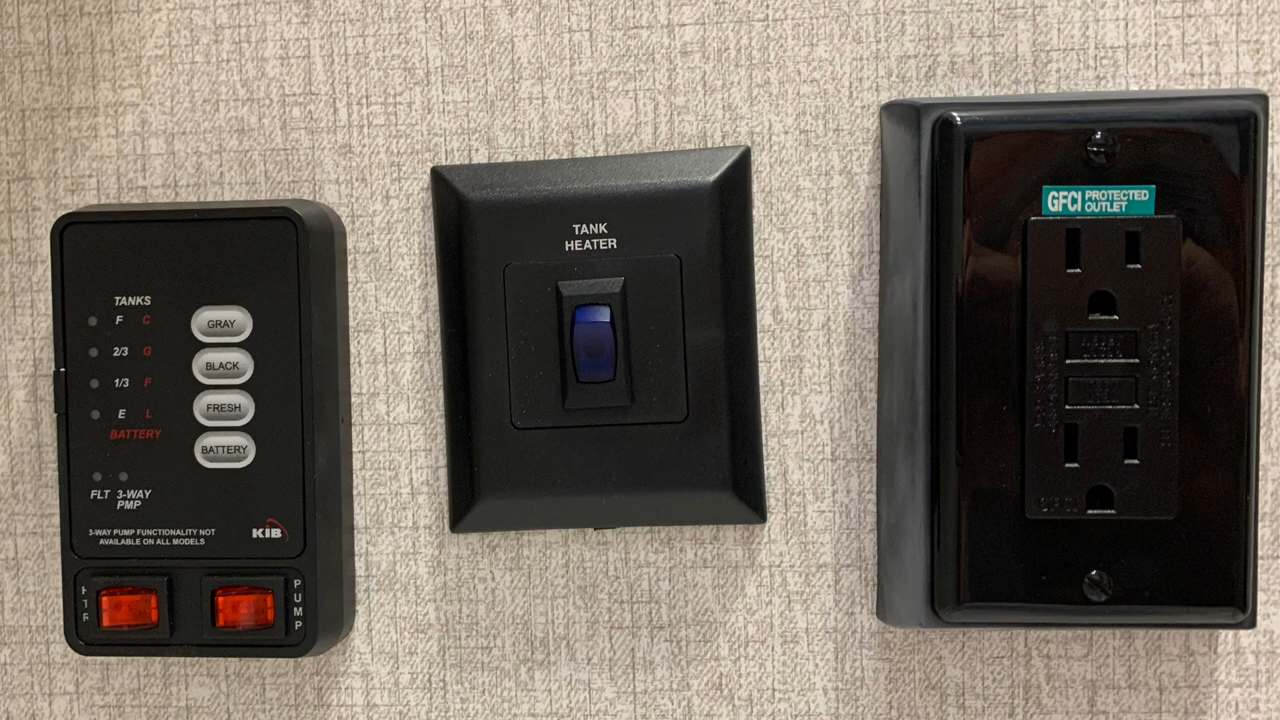 TANKS
F C
2/3 G
1/3 F
E L
BATTERY
GRAY
BLACK
FRESH
BATTERY
FLT 3-WAY
PMP
3-WAY PUMP FUNCTIONALITY NOT
AVAILABLE ON ALL MODELS
KIB
HTR
PUMP
TANK
HEATER
GFCI PROTECTED
OUTLET